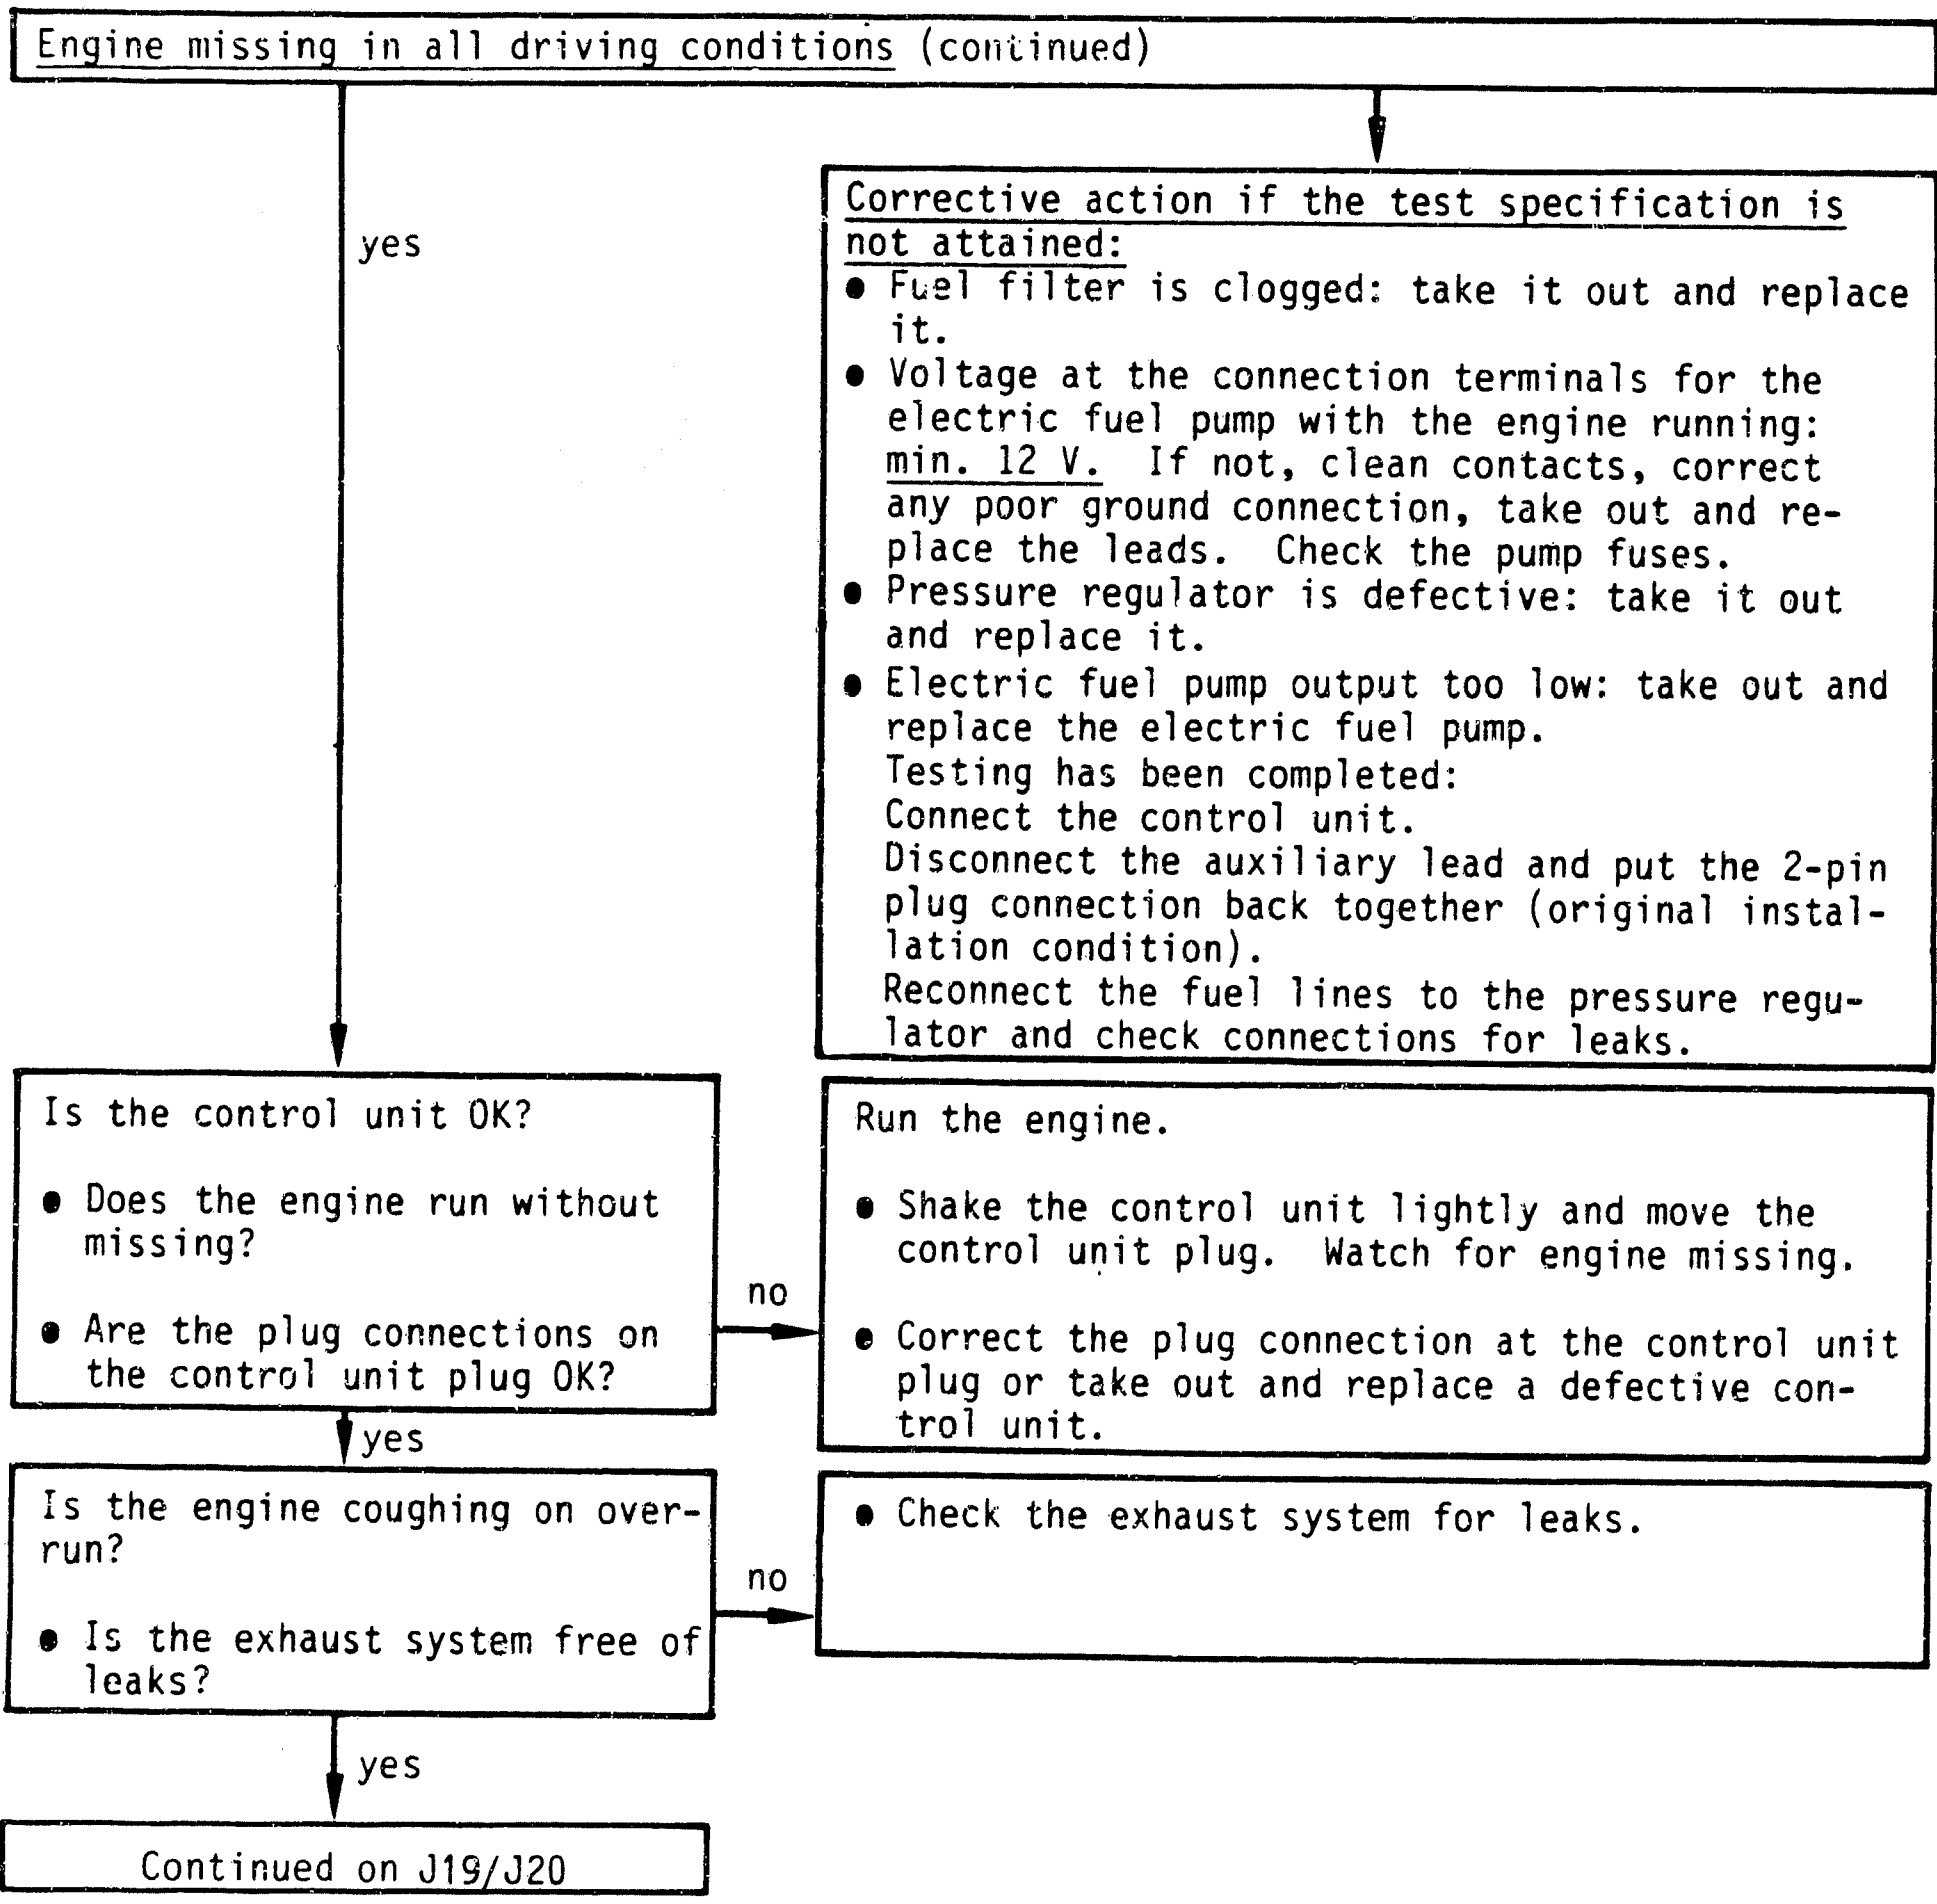 Engine missing in all driving conditions (continued)
yes
Corrective action if the test specification is
not attained:
● Fuel filter is clogged: take it out and replace
it.
● Voltage at the connection terminals for the
electric fuel pump with the engine running:
min. 12 V. If not, clean contacts, correct
any poor ground connection, take out and re-
place the leads. Check the pump fuses.
● Pressure regulator is defective: take it out
and replace it.
● Electric fuel pump output too low: take out and
replace the electric fuel pump.
Testing has been completed:
Connect the control unit.
Disconnect the auxiliary lead and put the 2-pin
plug connection back together (original instal-
lation condition).
Reconnect the fuel lines to the pressure regu-
lator and check connections for leaks.
Is the control unit OK?
● Does the engine run without
missing?
● Are the plug connections on
the control unit plug OK?
no
Run the engine.
● Shake the control unit lightly and move the
control unit plug. Watch for engine missing.
● Correct the plug connection at the control unit
plug or take out and replace a defective con-
trol unit.
yes
Is the engine coughing on over-
run?
● Is the exhaust system free of
leaks?
no
● Check the exhaust system for leaks.
yes
Continued on J19/J20